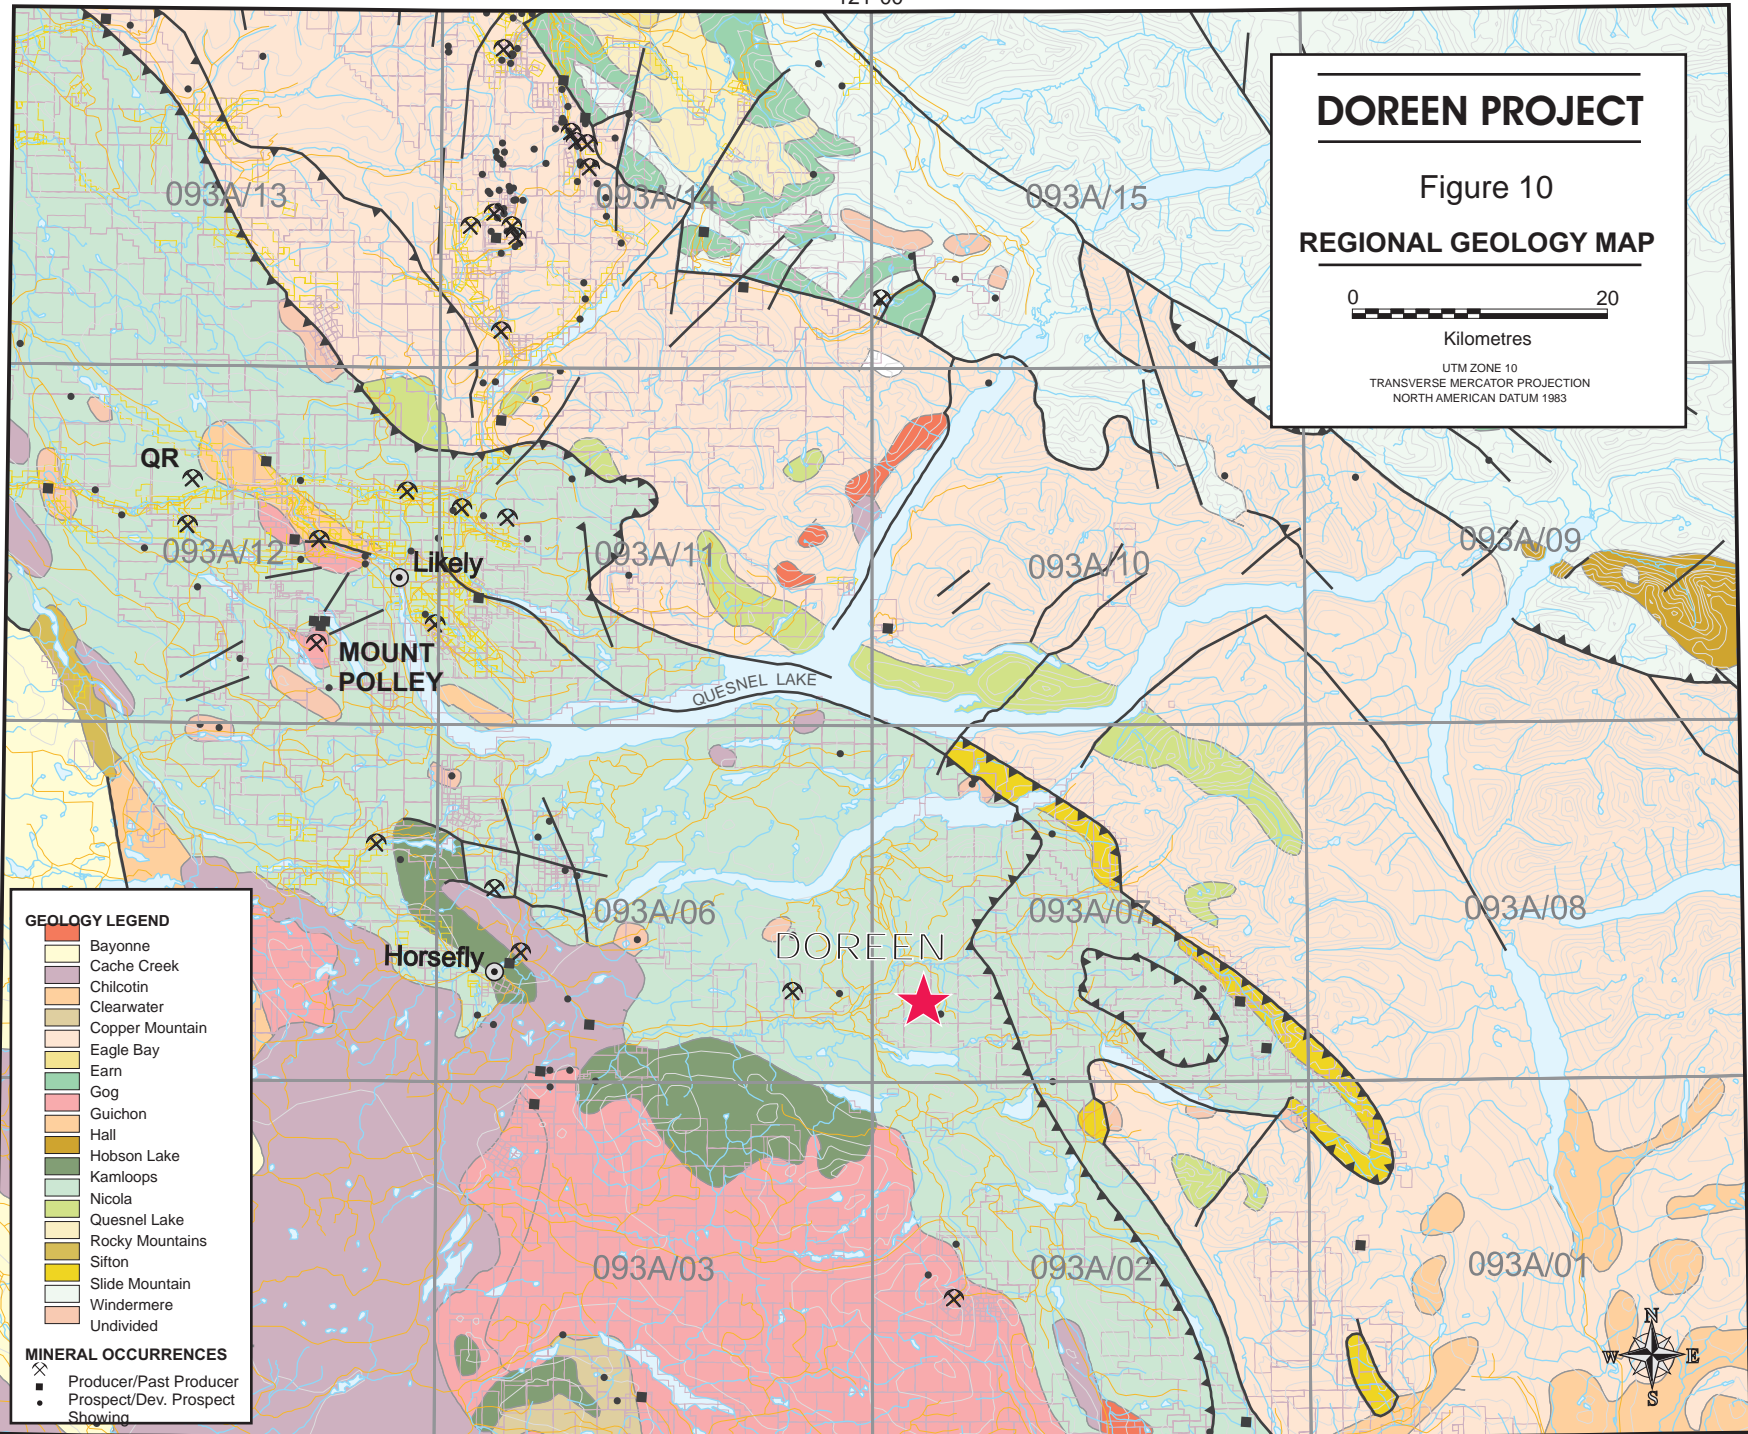 DOREEN PROJECT
Figure 10
REGIONAL GEOLOGY MAP
0 20
Kilometres
UTM ZONE 10
TRANSVERSE MERCATOR PROJECTION
NORTH AMERICAN DATUM 1983
093A/13
093A/14
093A/15
QR
093A/12
Likely
093A/11
093A/10
093A/09
MOUNT
POLLEY
QUESNEL LAKE
093A/06
093A/07
093A/08
DOREEN
Horsefly
093A/03
093A/02
093A/01
GEOLOGY LEGEND
Bayonne
Cache Creek
Chilcotin
Clearwater
Copper Mountain
Eagle Bay
Earn
Gog
Guichon
Hall
Hobson Lake
Kamloops
Nicola
Quesnel Lake
Rocky Mountains
Sifton
Slide Mountain
Windermere
Undivided
MINERAL OCCURRENCES
Producer/Past Producer
Prospect/Dev. Prospect
Showing
N
W E
S